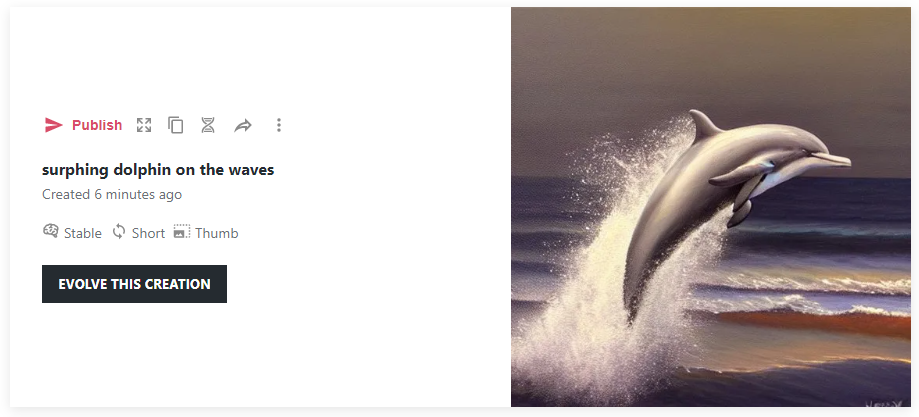 Publish
surphing dolphin on the waves
Created 6 minutes ago
Stable Short Thumb
EVOLVE THIS CREATION